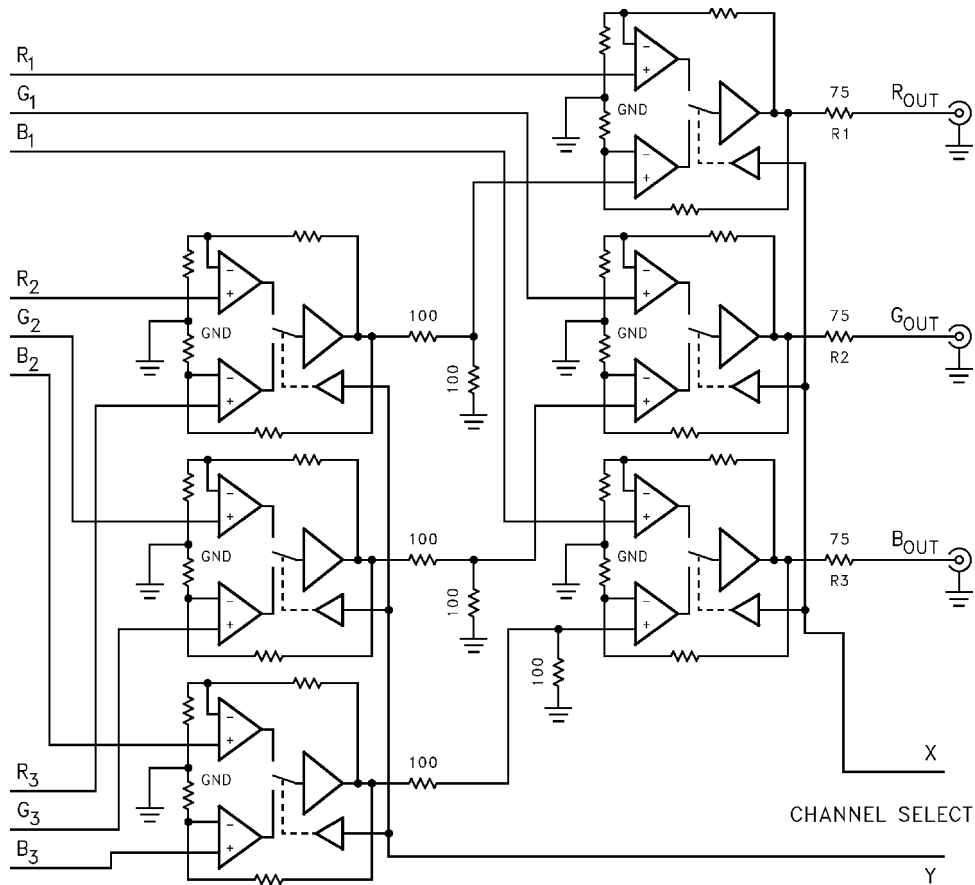 R1
G1
B1
GND
75
R1
ROUT
R2
G2
B2
GND
100
100
GND
75
R2
GOUT
GND
100
100
GND
75
R3
BOUT
R3
G3
B3
GND
100
100
X
CHANNEL SELECT
Y